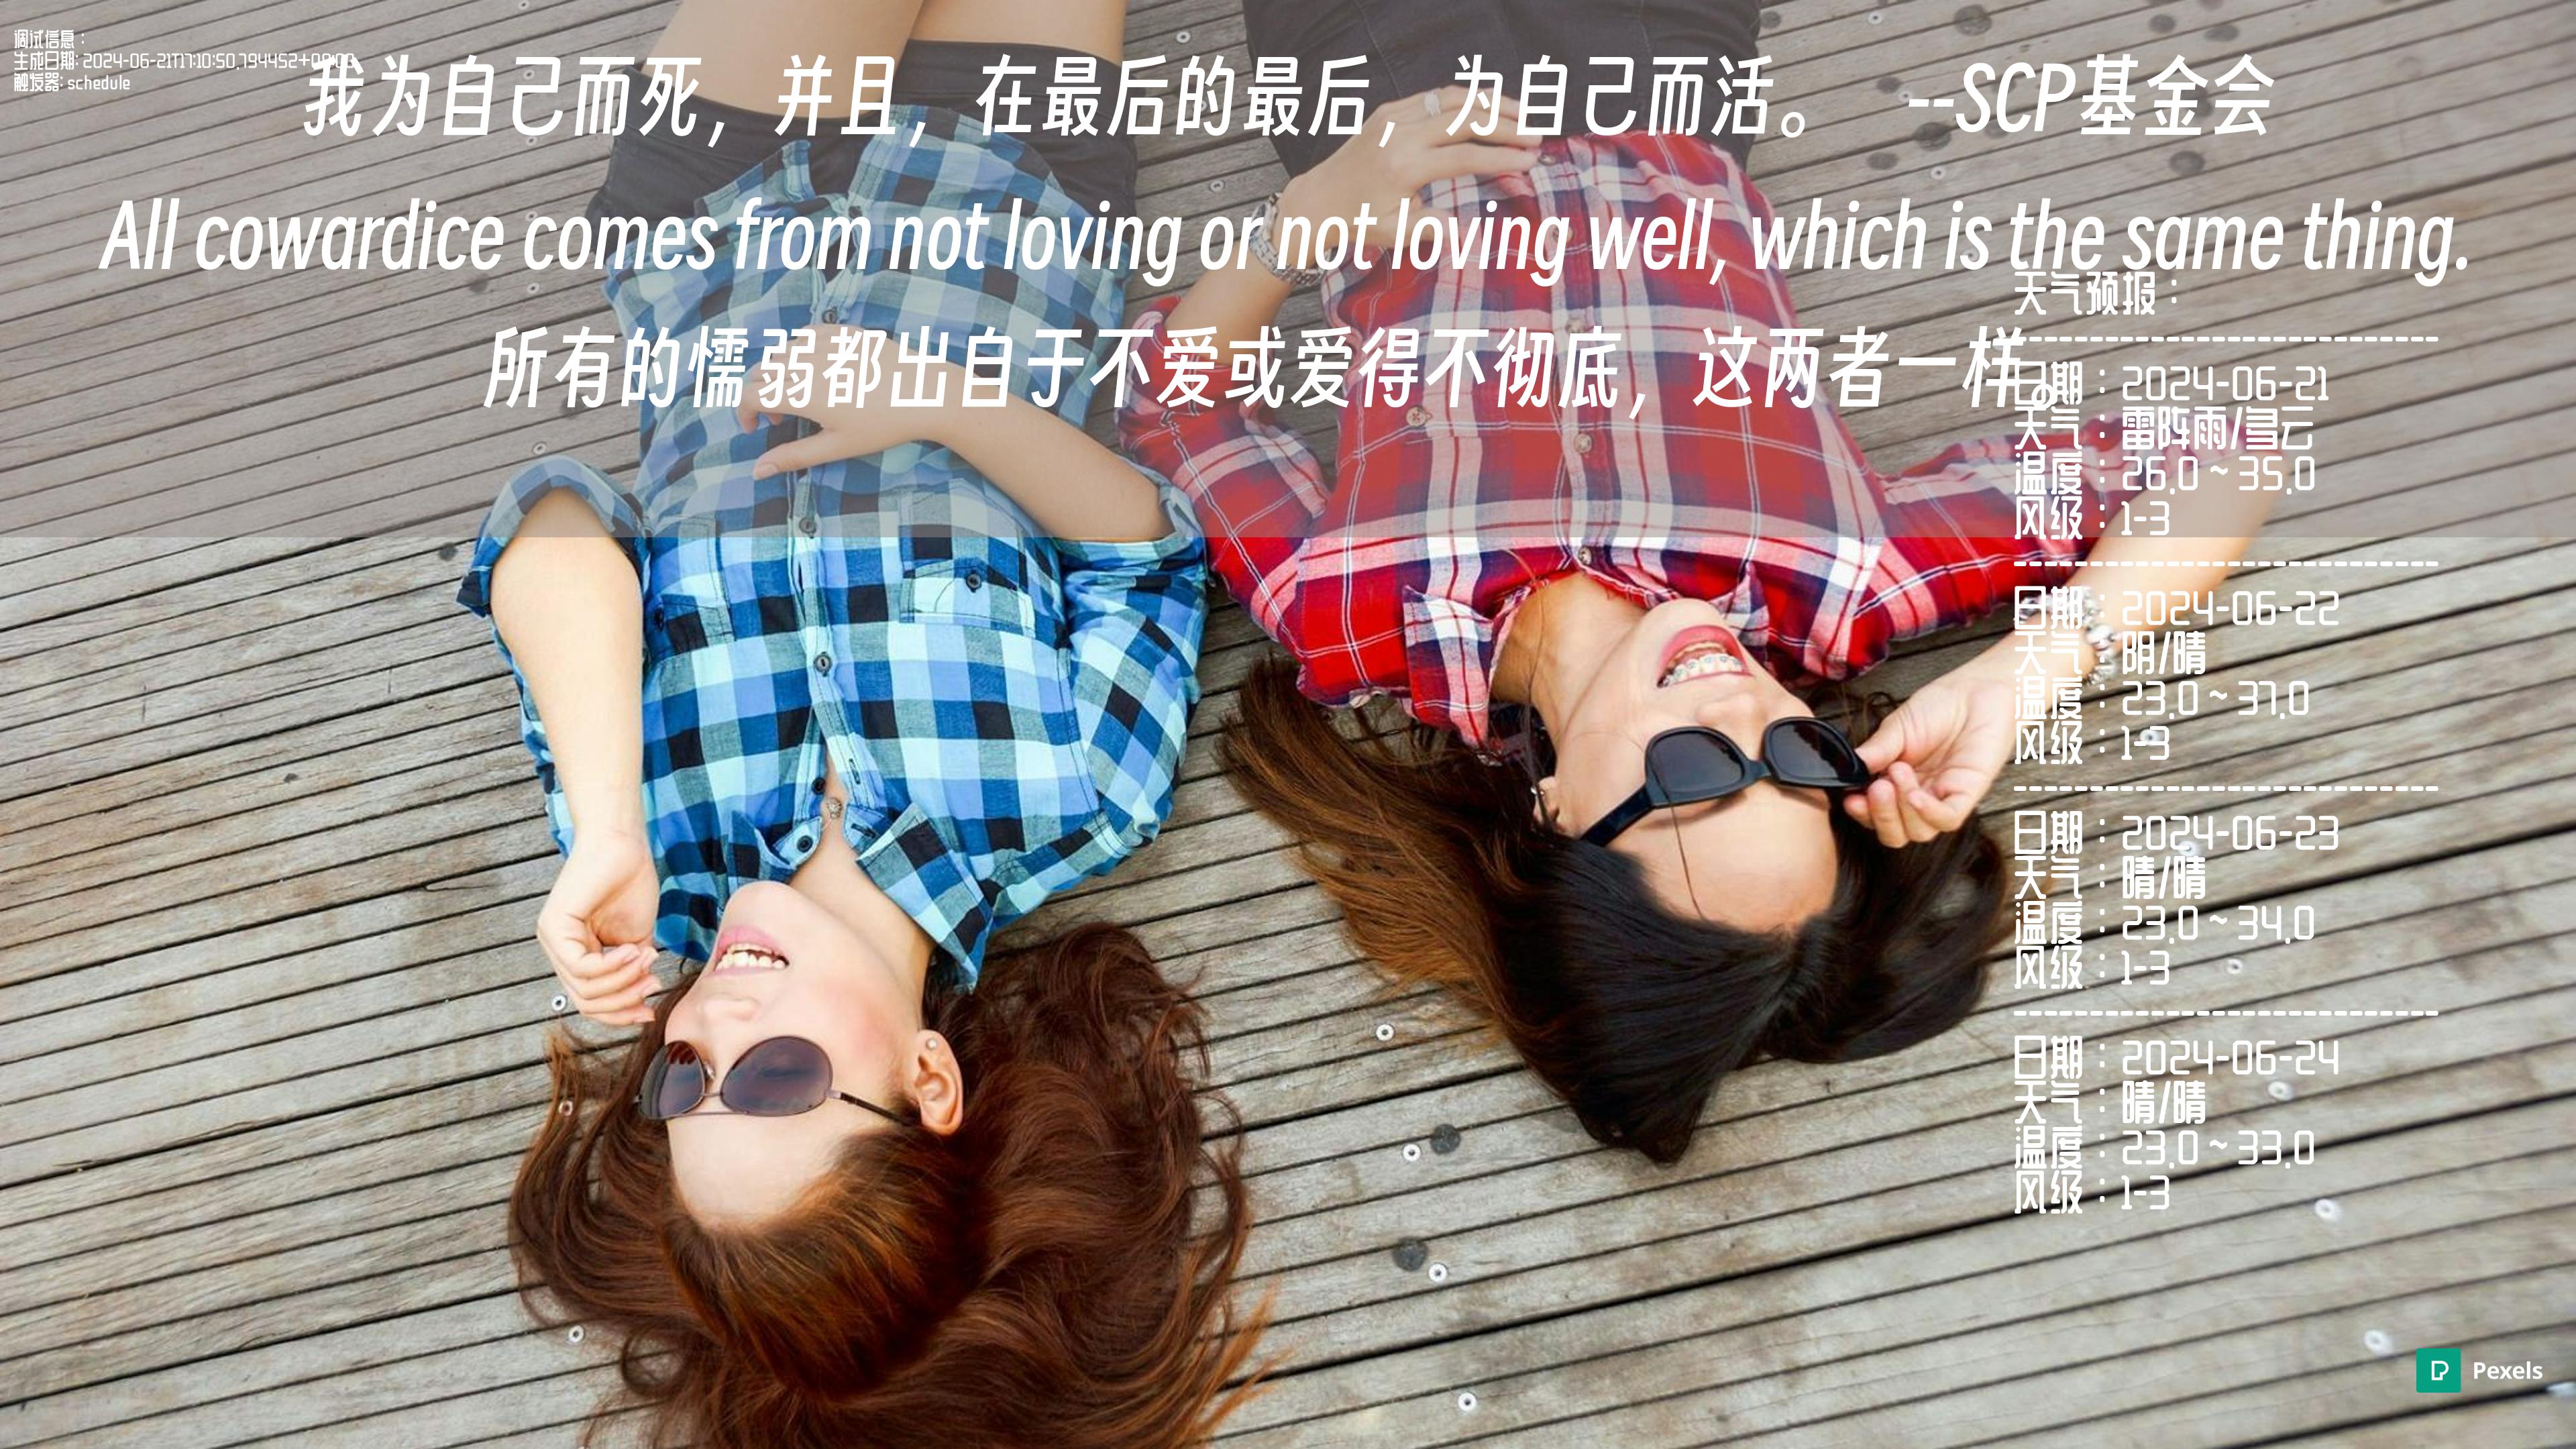 调试信息：
生成日期: 2024-06-21T17:10:50.794452+08:00
触发器: schedule
我为自己而死，并且，在最后的最后，为自己而活。 --SCP基金会
All cowardice comes from not loving or not loving well, which is the same thing.
所有的懦弱都出自于不爱或爱得不彻底，这两者一样。
天气预报：
----------------------------
日期：2024-06-21
天气：雷阵雨/多云
温度：26.0 ~ 35.0
风级：1-3
----------------------------
日期：2024-06-22
天气：阴/晴
温度：23.0 ~ 37.0
风级：1-3
----------------------------
日期：2024-06-23
天气：晴/晴
温度：23.0 ~ 34.0
风级：1-3
----------------------------
日期：2024-06-24
天气：晴/晴
温度：23.0 ~ 33.0
风级：1-3
Pexels